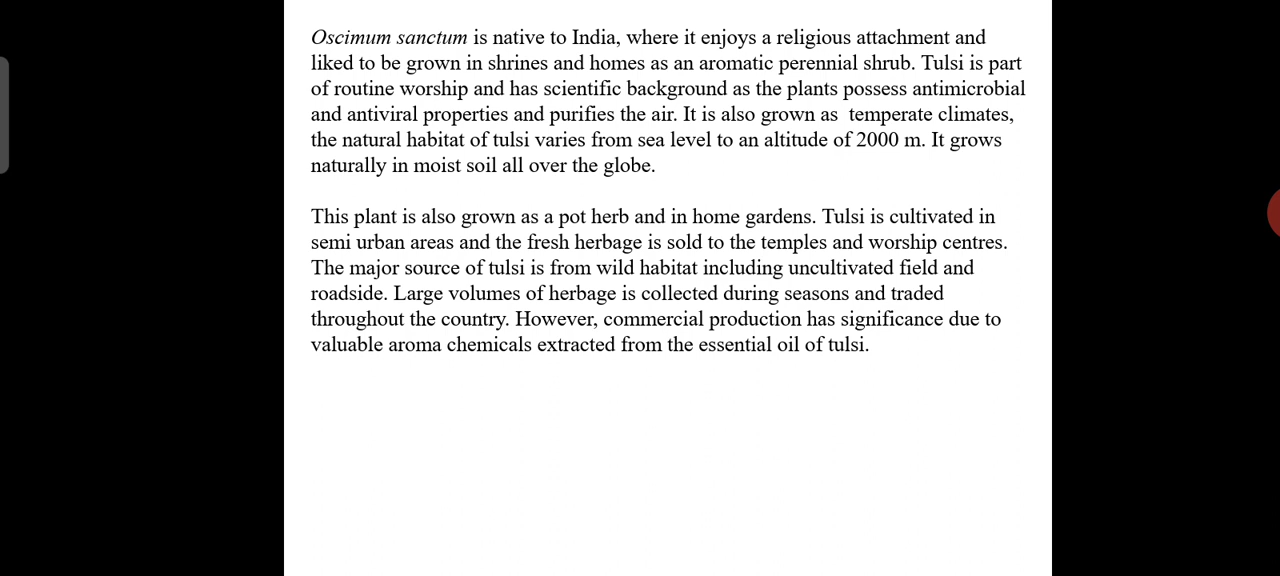 Oscimum sanctum is native to India, where it enjoys a religious attachment and
liked to be grown in shrines and homes as an aromatic perennial shrub. Tulsi is part
of routine worship and has scientific background as the plants possess antimicrobial
and antiviral properties and purifies the air. It is also grown as  temperate climates,
the natural habitat of tulsi varies from sea level to an altitude of 2000 m. It grows
naturally in moist soil all over the globe.
This plant is also grown as a pot herb and in home gardens. Tulsi is cultivated in
semi urban areas and the fresh herbage is sold to the temples and worship centres.
The major source of tulsi is from wild habitat including uncultivated field and
roadside. Large volumes of herbage is collected during seasons and traded
throughout the country. However, commercial production has significance due to
valuable aroma chemicals extracted from the essential oil of tulsi.